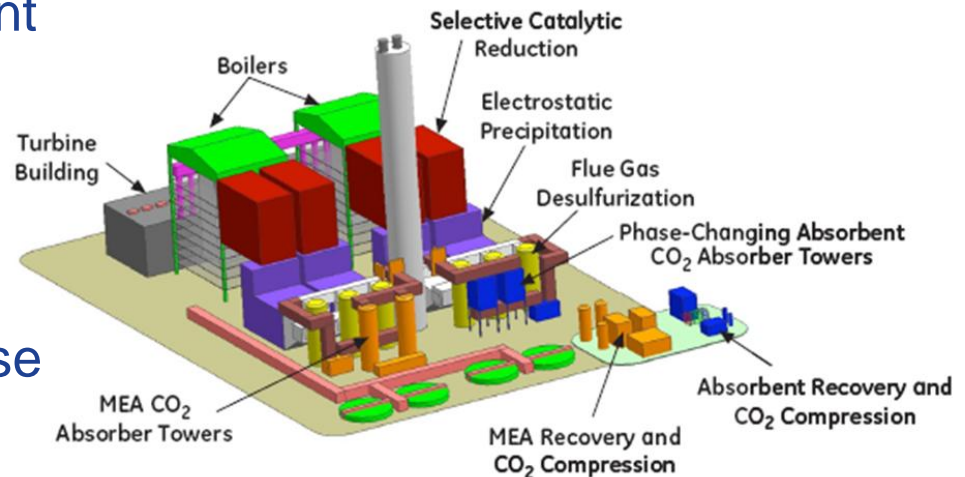 nt
Selective Catalytic
Reduction
Boilers
Electrostatic
Precipitation
Turbine
Building
Flue Gas
Desulfurization
Phase-Changing Absorbent
CO₂ Absorber Towers
se
MEA CO₂
Absorber Towers
Absorbent Recovery and
CO₂ Compression
MEA Recovery and
CO₂ Compression